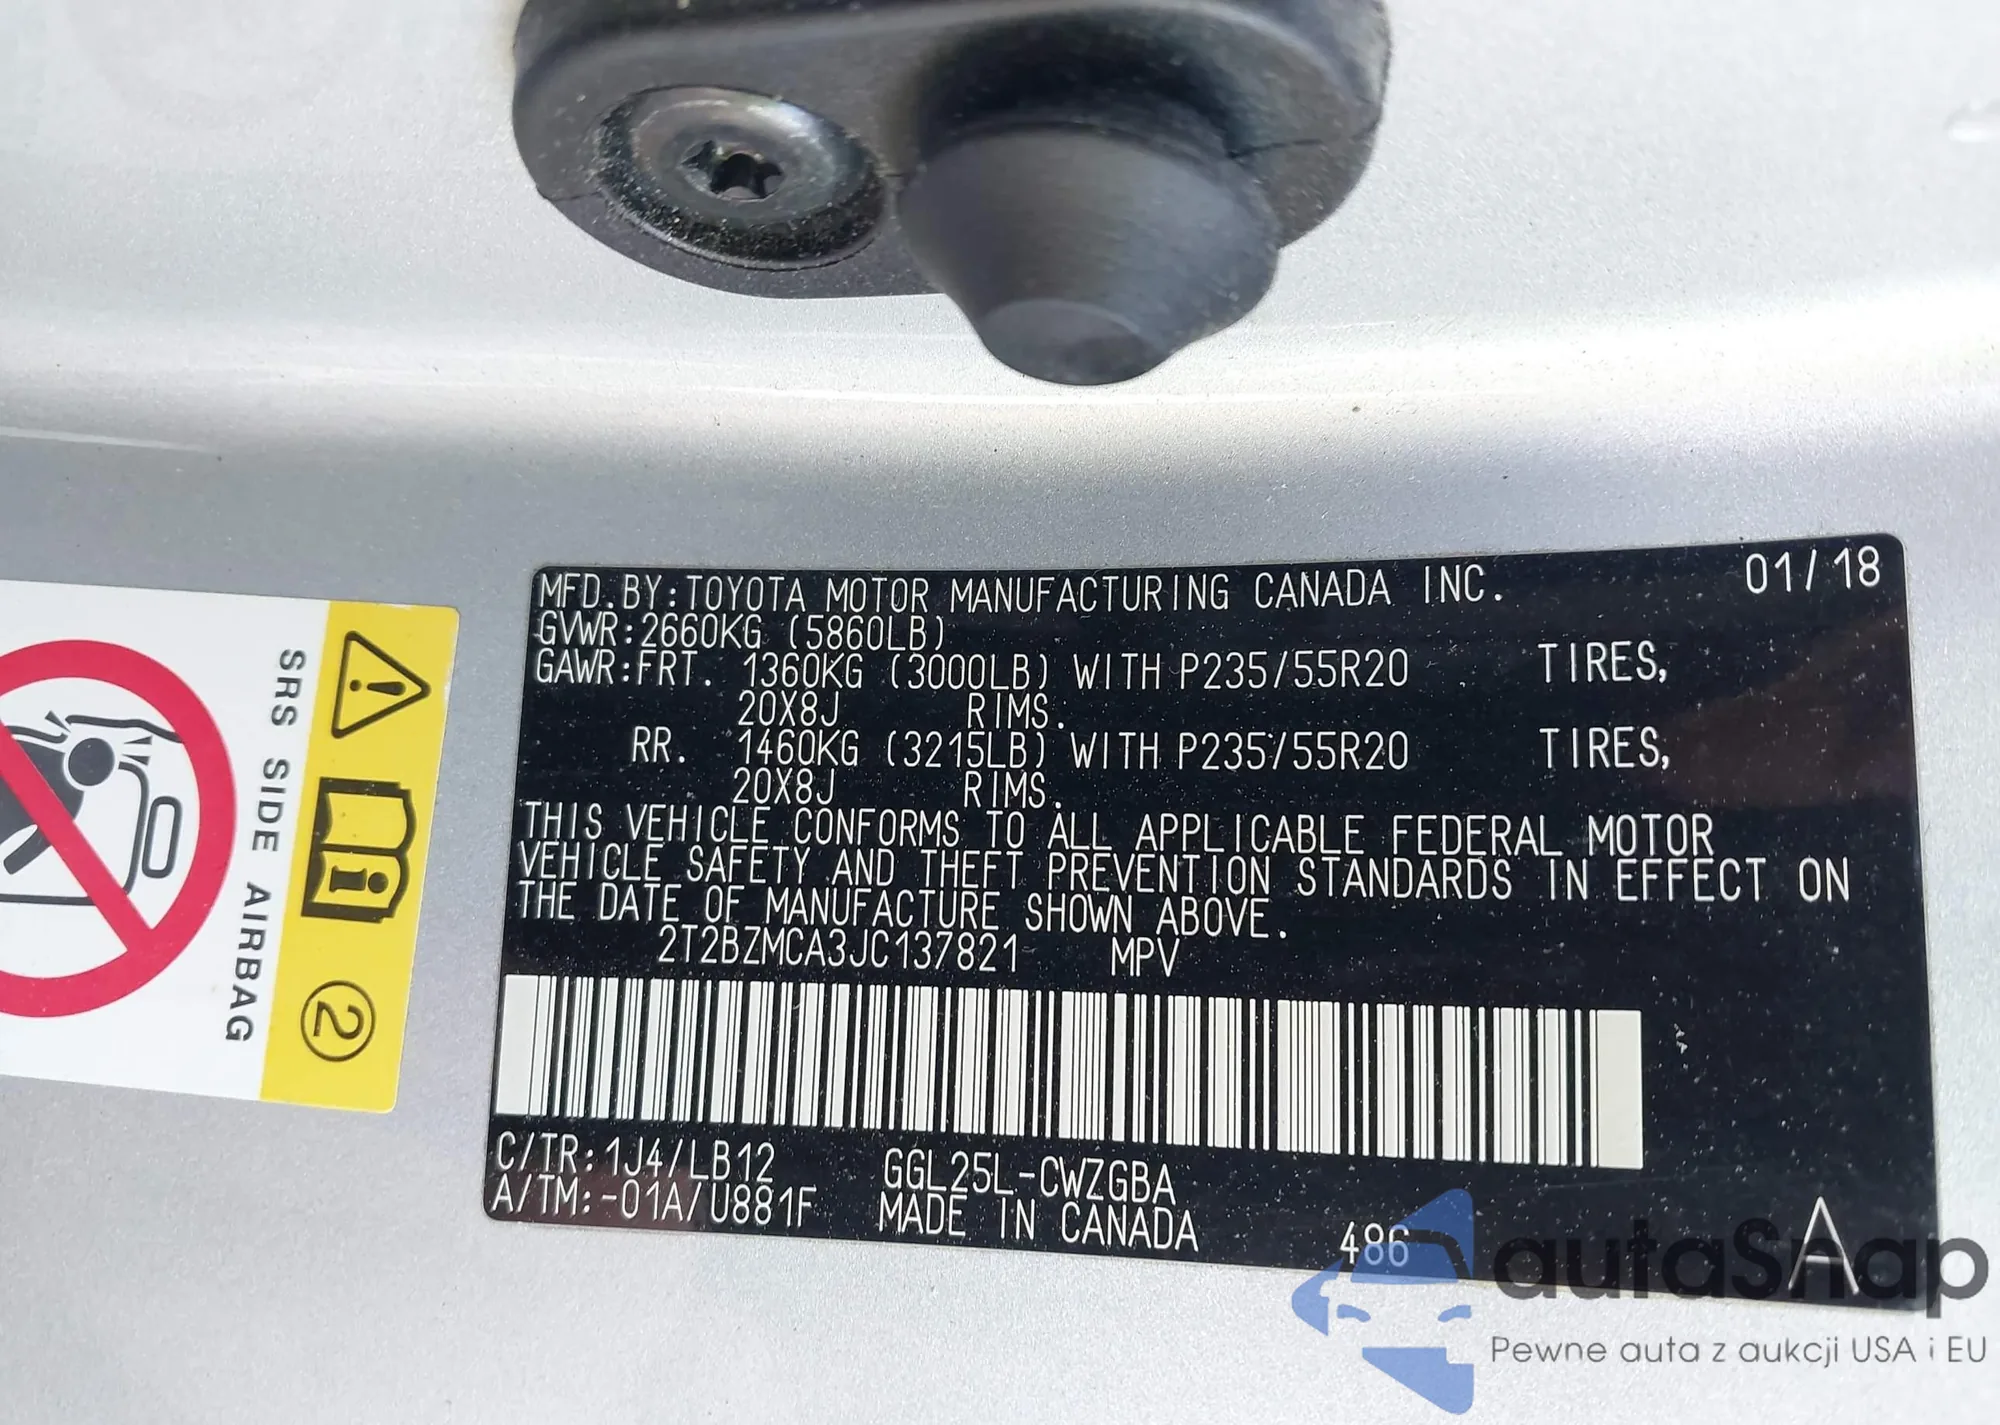 MFD. BY: TOYOTA MOTOR MANUFACTURING CANADA INC. 01/18
GVWR: 2660KG (5860LB)
GAWR: FRT. 1360KG (3000LB) WITH P235/55R20 TIRES,
20X8J RIMS.
RR. 1460KG (3215LB) WITH P235/55R20 TIRES,
20X8J RIMS.
THIS VEHICLE CONFORMS TO ALL APPLICABLE FEDERAL MOTOR
VEHICLE SAFETY AND THEFT PREVENTION STANDARDS IN EFFECT ON
THE DATE OF MANUFACTURE SHOWN ABOVE.
2T2BZMCA3JC137821 MPV
C/TR: 1J4/LB12 GGL25L-CWZGBA
A/TM: -01A/U881F MADE IN CANADA 486 A
SRS SIDE AIRBAG
2
autaSnap
Pewne auta z aukcji USA i EU